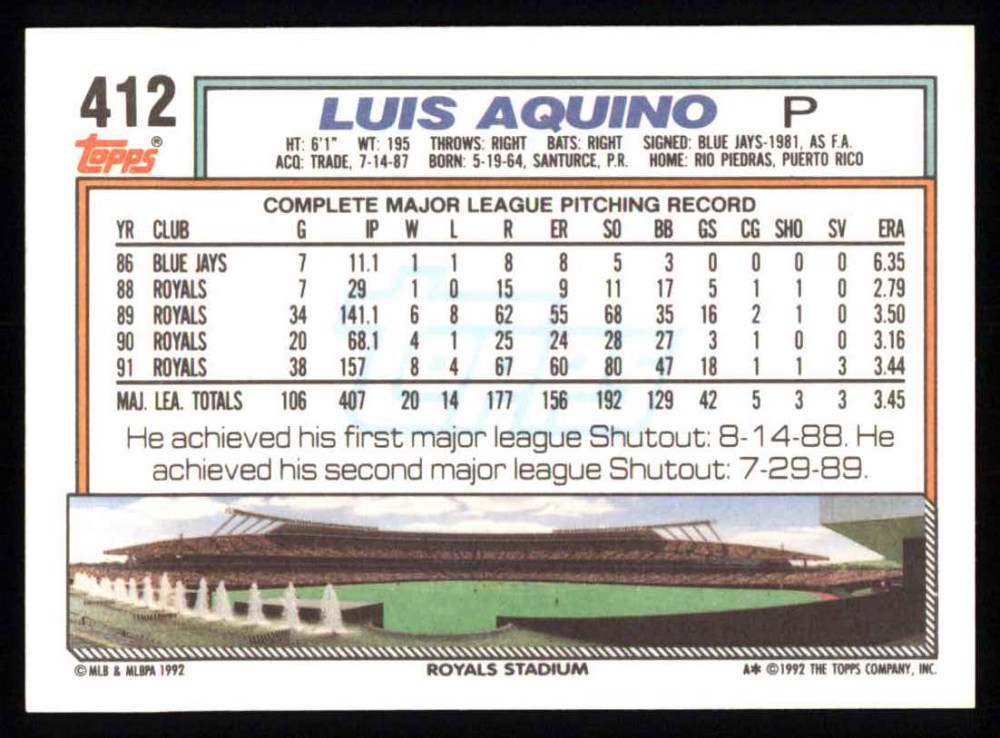 412
topps®
LUIS AQUINO P
HT: 6'1" WT: 195 THROWS: RIGHT BATS: RIGHT SIGNED: BLUE JAYS-1981, AS F.A.
ACQ: TRADE, 7-14-87 BORN: 5-19-64, SANTURCE, P.R. HOME: RIO PIEDRAS, PUERTO RICO
COMPLETE MAJOR LEAGUE PITCHING RECORD
YR CLUB G IP W L R ER SO BB GS CG SHO SV ERA
86 BLUE JAYS 7 11.1 1 1 8 8 5 3 0 0 0 0 6.35
88 ROYALS 7 29 1 0 15 9 11 17 5 1 1 0 2.79
89 ROYALS 34 141.1 6 8 62 55 68 35 16 2 1 0 3.50
90 ROYALS 20 68.1 4 1 25 24 28 27 3 1 0 0 3.16
91 ROYALS 38 157 8 4 67 60 80 47 18 1 1 3 3.44
MAJ. LEA. TOTALS 106 407 20 14 177 156 192 129 42 5 3 3 3.45
topps
He achieved his first major league Shutout: 8-14-88. He
achieved his second major league Shutout: 7-29-89.
© MLB & MLBPA 1992 ROYALS STADIUM A* ©1992 THE TOPPS COMPANY, INC.